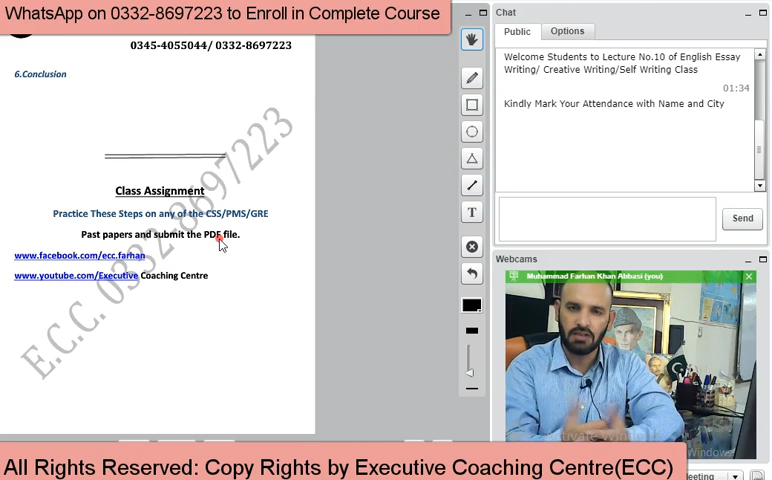 WhatsApp on 0332-8697223 to Enroll in Complete Course
0345-4055044/ 0332-8697223
6.Conclusion
Class Assignment
Practice These Steps on any of the CSS/PMS/GRE
Past papers and submit the PDF file.
www.facebook.com/ecc.farhan
www.youtube.com/Executive Coaching Centre
E.C.C. 0332-8697223
T
Chat
Public
Options
Welcome Students to Lecture No.10 of English Essay
Writing/ Creative Writing/Self Writing Class
01:34
Kindly Mark Your Attendance with Name and City
Send
Webcams
Muhammad Farhan Khan Abbasi (you)
All Rights Reserved: Copy Rights by Executive Coaching Centre(ECC)